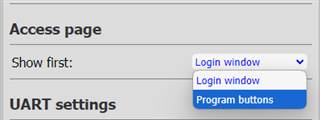 Access page
Show first: Login window
Login window
Program buttons
UART settings